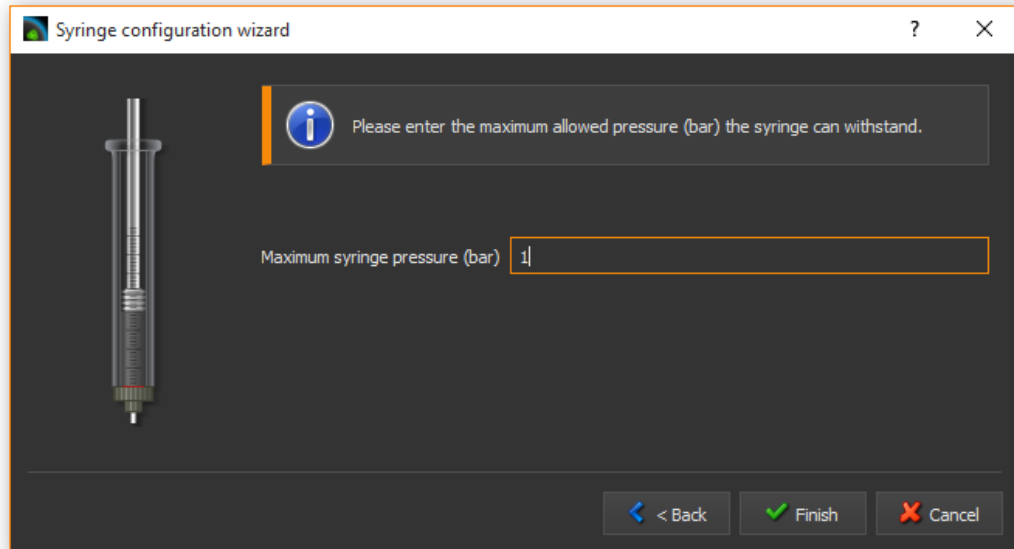 Syringe configuration wizard
?
Please enter the maximum allowed pressure (bar) the syringe can withstand.
Maximum syringe pressure (bar) 1
< Back Finish Cancel